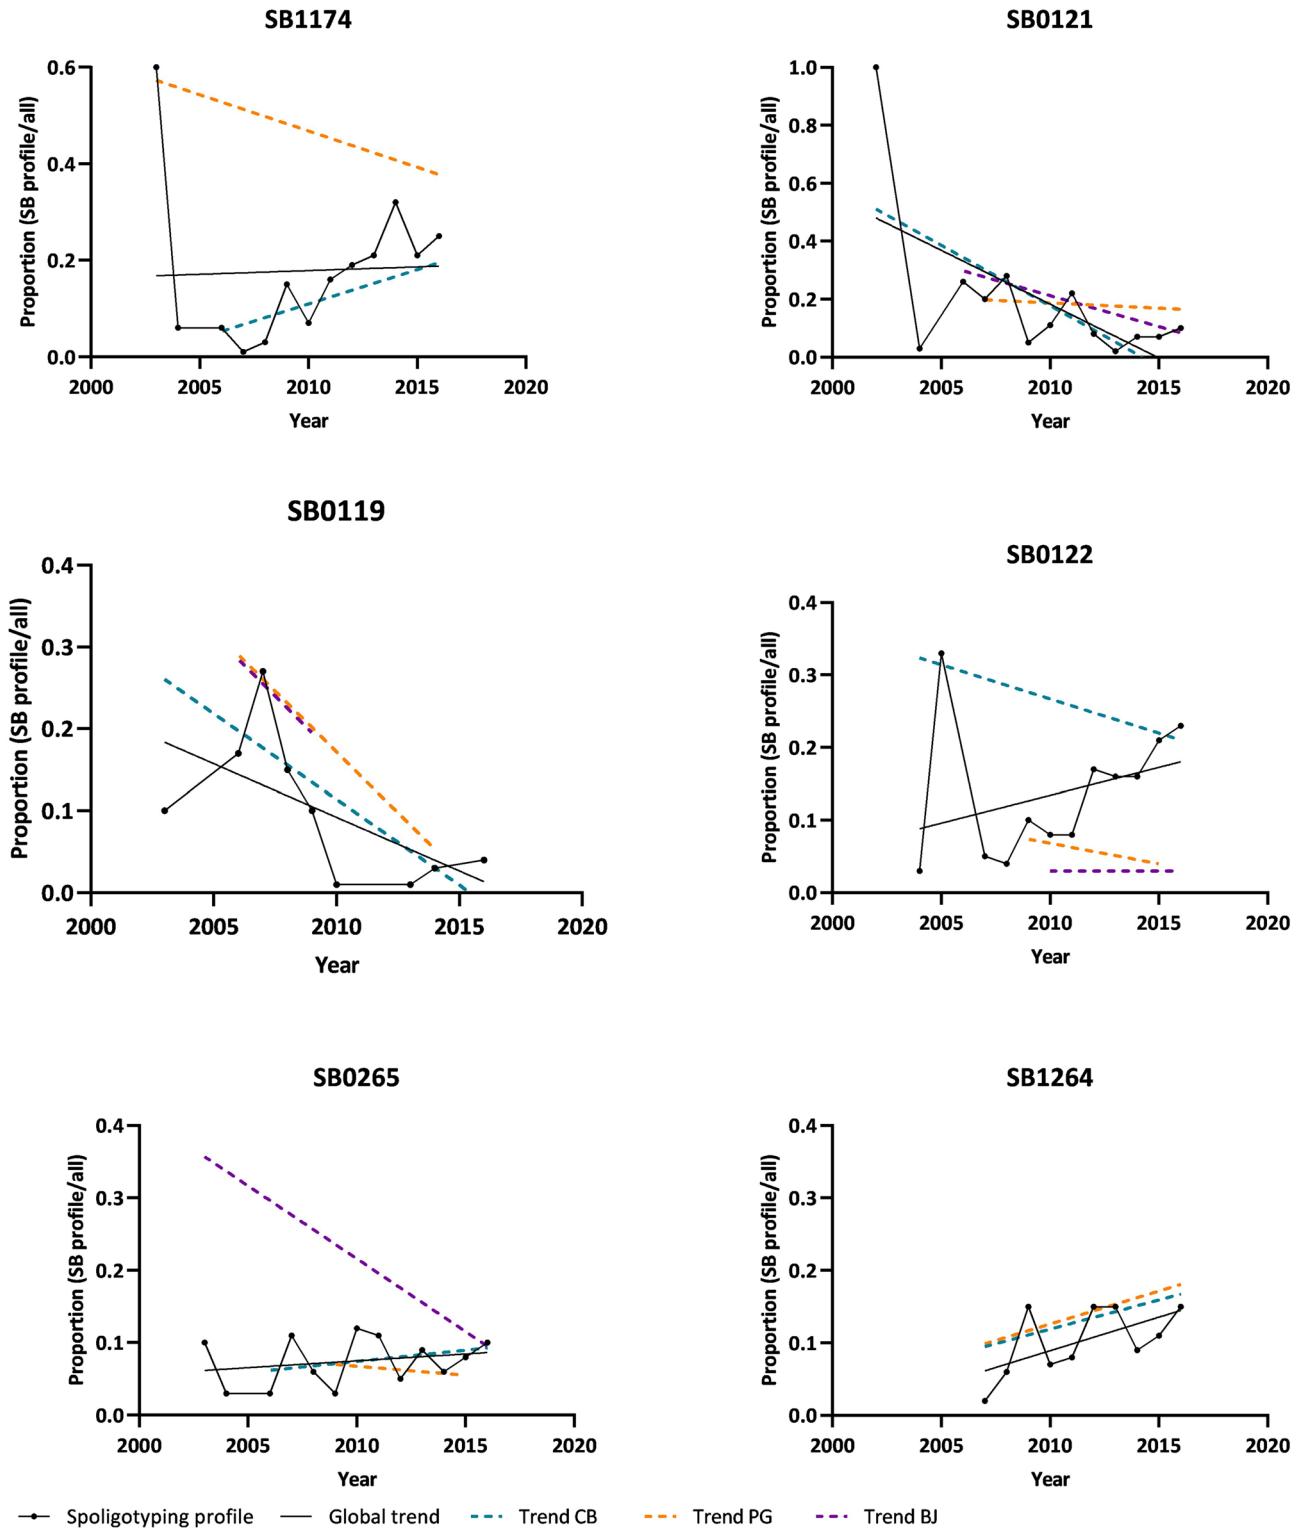 SB1174
Proportion (SB profile/all)
0.6
0.4
0.2
0.0
2000 2005 2010 2015 2020
Year
SB0121
Proportion (SB profile/all)
1.0
0.8
0.6
0.4
0.2
0.0
2000 2005 2010 2015 2020
Year
SB0119
Proportion (SB profile/all)
0.4
0.3
0.2
0.1
0.0
2000 2005 2010 2015 2020
Year
SB0122
Proportion (SB profile/all)
0.4
0.3
0.2
0.1
0.0
2000 2005 2010 2015 2020
Year
SB0265
Proportion (SB profile/all)
0.4
0.3
0.2
0.1
0.0
2000 2005 2010 2015 2020
Year
SB1264
Proportion (SB profile/all)
0.4
0.3
0.2
0.1
0.0
2000 2005 2010 2015 2020
Year
Spoligotyping profile Global trend Trend CB Trend PG Trend BJ